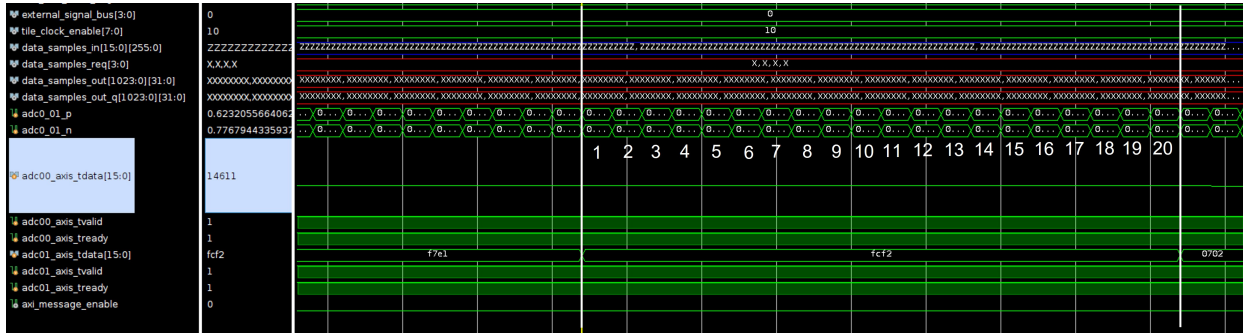 external_signal_bus[3:0] 0 0
tile_clock_enable[7:0] 10 10
data_samples_in[15:0][255:0] ZZZZZZZZZZZZZ
data_samples_req[3:0] X,X,X,X X,X,X,X
data_samples_out[1023:0][31:0] XXXXXXXX,XXXXXXXX
data_samples_out_q[1023:0][31:0] XXXXXXXX,XXXXXXXX
adc0_01_p 0.6232055664062
adc0_01_n 0.7767944335937
1 2 3 4 5 6 7 8 9 10 11 12 13 14 15 16 17 18 19 20
adc00_axis_tdata[15:0] 14611
adc00_axis_tvalid 1
adc00_axis_tready 1
adc01_axis_tdata[15:0] fcf2 f7e1 fcf2 0702
adc01_axis_tvalid 1
adc01_axis_tready 1
axi_message_enable 0